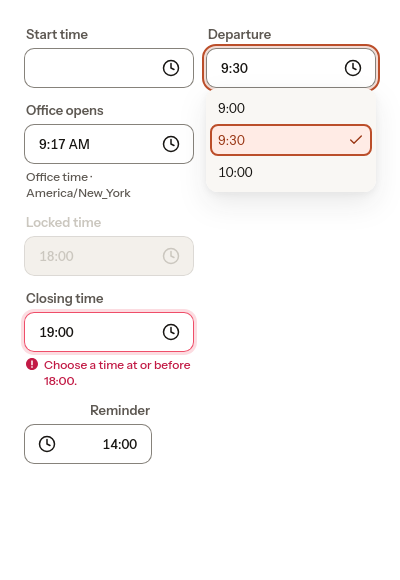 Start time
Departure
9:30
9:00
9:30
10:00
Office opens
9:17 AM
Office time ·
America/New_York
Locked time
18:00
Closing time
19:00
Choose a time at or before
18:00.
Reminder
14:00